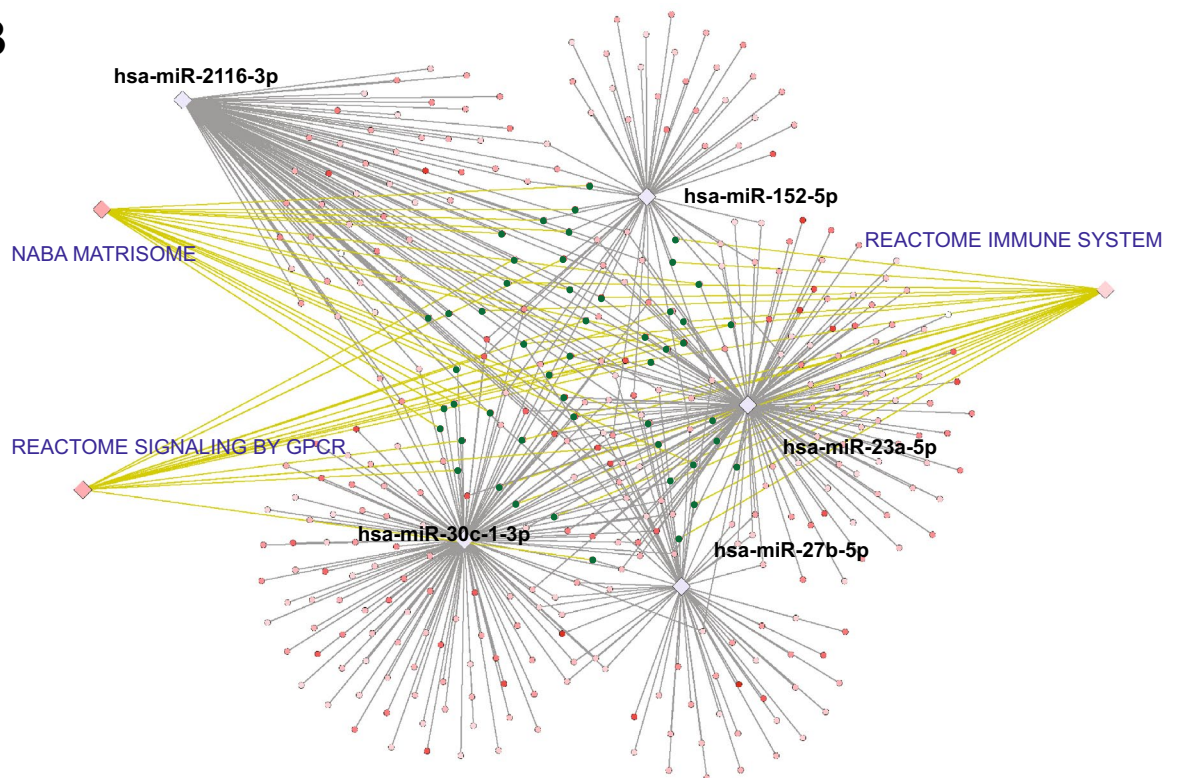 B
hsa-miR-2116-3p
hsa-miR-152-5p
NABA MATRISOME
REACTOME IMMUNE SYSTEM
REACTOME SIGNALING BY GPCR
hsa-miR-23a-5p
hsa-miR-30c-1-3p
hsa-miR-27b-5p